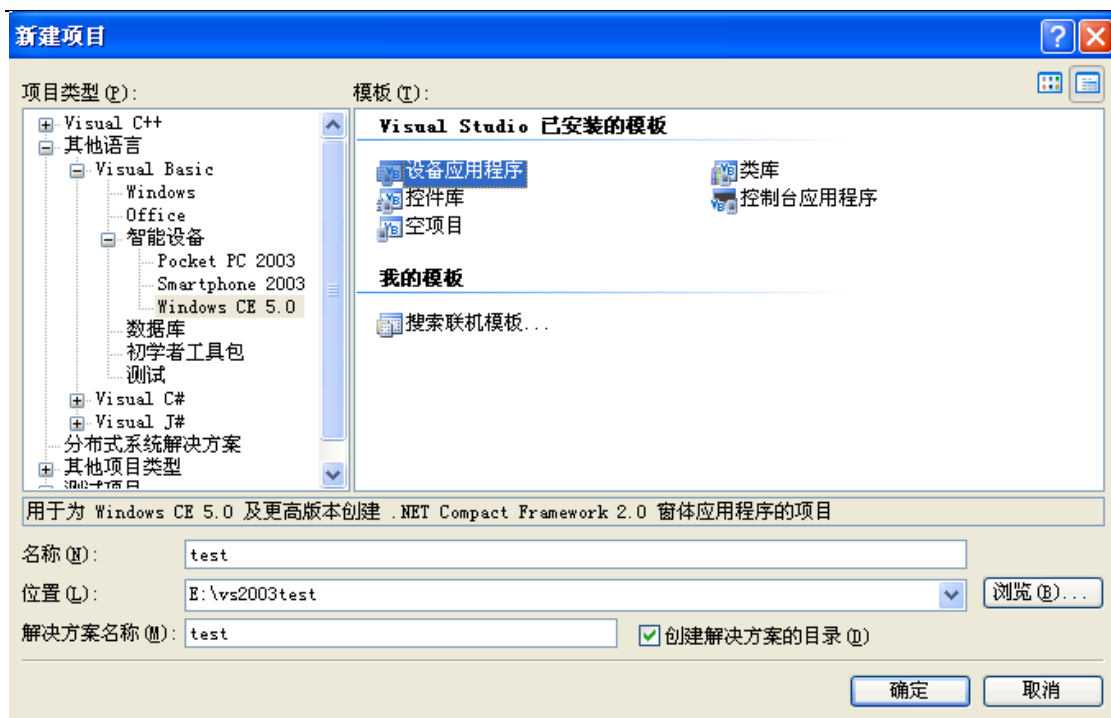 新建项目
项目类型(P):
模板(T):
Visual C++
其他语言
Visual Basic
Windows
Office
智能设备
Pocket PC 2003
Smartphone 2003
Windows CE 5.0
数据库
初学者工具包
测试
Visual C#
Visual J#
分布式系统解决方案
其他项目类型
测试项目
Visual Studio 已安装的模板
设备应用程序
类库
控件库
控制台应用程序
空项目
我的模板
搜索联机模板...
用于为 Windows CE 5.0 及更高版本创建 .NET Compact Framework 2.0 窗体应用程序的项目
名称(N):
test
位置(L):
E:\vs2003test
浏览(B)...
解决方案名称(M):
test
创建解决方案的目录(D)
确定
取消